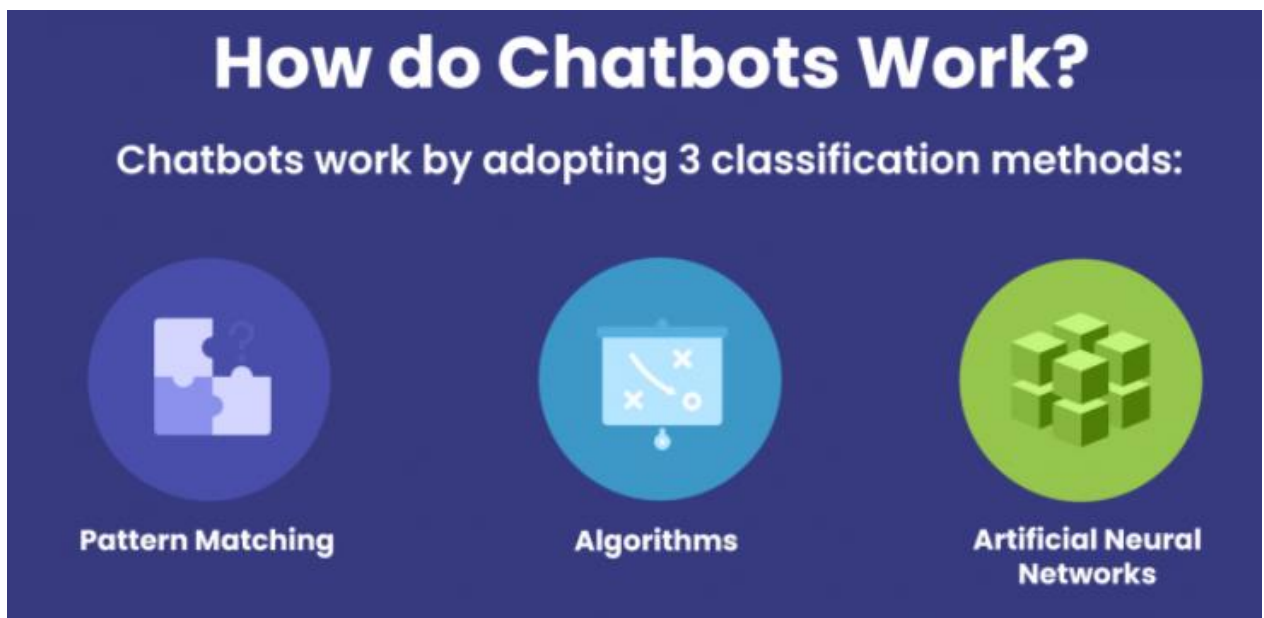 How do Chatbots Work?
Chatbots work by adopting 3 classification methods:
?
Pattern Matching
Algorithms
Artificial Neural
Networks